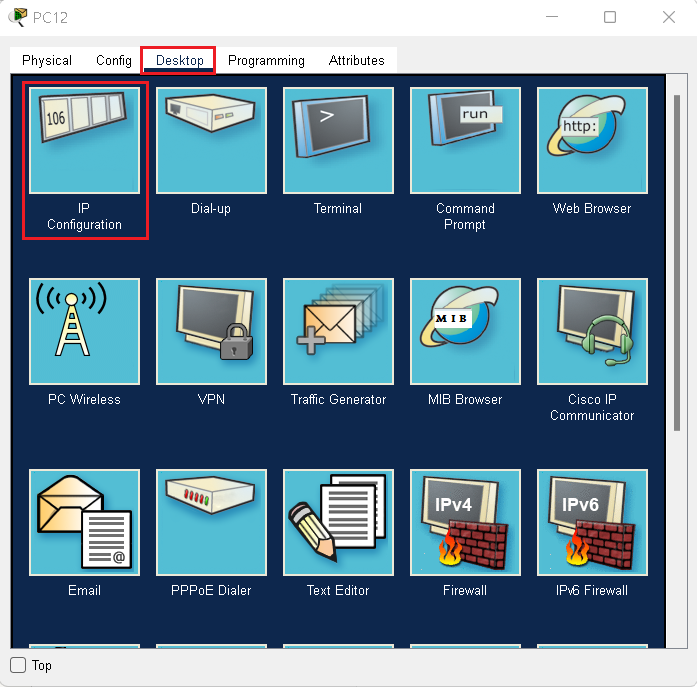 PC12
Physical Config Desktop Programming Attributes
106
>
run
http:
IP
Configuration
Dial-up
Terminal
Command
Prompt
Web Browser
MIB
PC Wireless
VPN
Traffic Generator
MIB Browser
Cisco IP
Communicator
@
IPv4
IPv6
Email
PPPoE Dialer
Text Editor
Firewall
IPv6 Firewall
Top